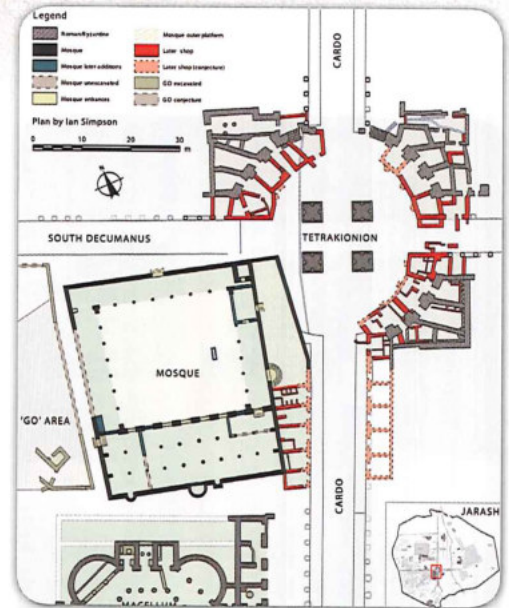 Legend
Roman/Byzantine
Mosque
Mosque later additions
Mosque unexcavated
Mosque entrances
Mosque outer platform
Later shop
Later shop (conjecture)
GO excavated
GO conjecture
Plan by Ian Simpson
0 10 20 30
m
N
CARDO
SOUTH DECUMANUS
TETRAKIONION
MOSQUE
'GO' AREA
CARDO
MACELLUM
JARASH